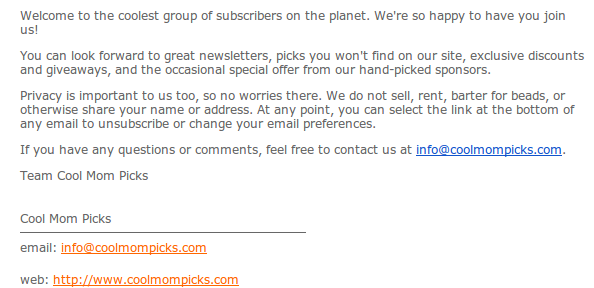 Welcome to the coolest group of subscribers on the planet. We're so happy to have you join
us!
You can look forward to great newsletters, picks you won't find on our site, exclusive discounts
and giveaways, and the occasional special offer from our hand-picked sponsors.
Privacy is important to us too, so no worries there. We do not sell, rent, barter for beads, or
otherwise share your name or address. At any point, you can select the link at the bottom of
any email to unsubscribe or change your email preferences.
If you have any questions or comments, feel free to contact us at info@coolmompicks.com.
Team Cool Mom Picks
Cool Mom Picks
email: info@coolmompicks.com
web: http://www.coolmompicks.com